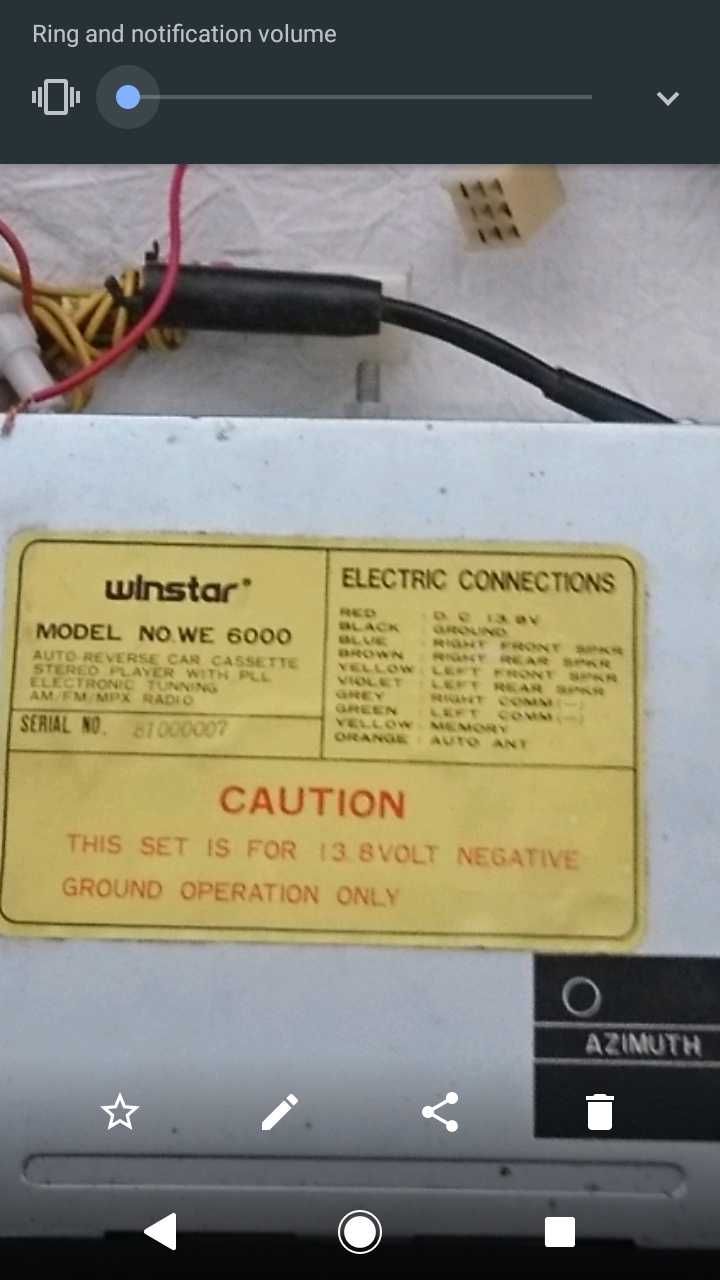 Ring and notification volume
winstar
MODEL NO.WE 6000
AUTO-REVERSE CAR CASSETTE
STEREO PLAYER WITH PLL
ELECTRONIC TUNNING
AM/FM/MPX RADIO
SERIAL NO. 81000007
ELECTRIC CONNECTIONS
RED : D.C 13.8V
BLACK : GROUND
BLUE : RIGHT FRONT SPKR
BROWN : RIGHT REAR SPKR
YELLOW : LEFT FRONT SPKR
VIOLET : LEFT REAR SPKR
GREY : RIGHT COMM(-)
GREEN : LEFT COMM(-)
YELLOW : MEMORY
ORANGE : AUTO ANT
CAUTION
THIS SET IS FOR 13.8VOLT NEGATIVE
GROUND OPERATION ONLY
AZIMUTH